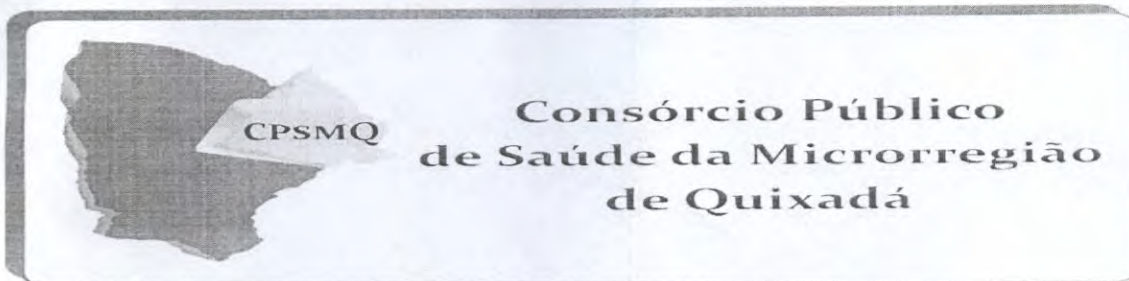 CPSMQ
Consórcio Público
de Saúde da Microrregião
de Quixadá